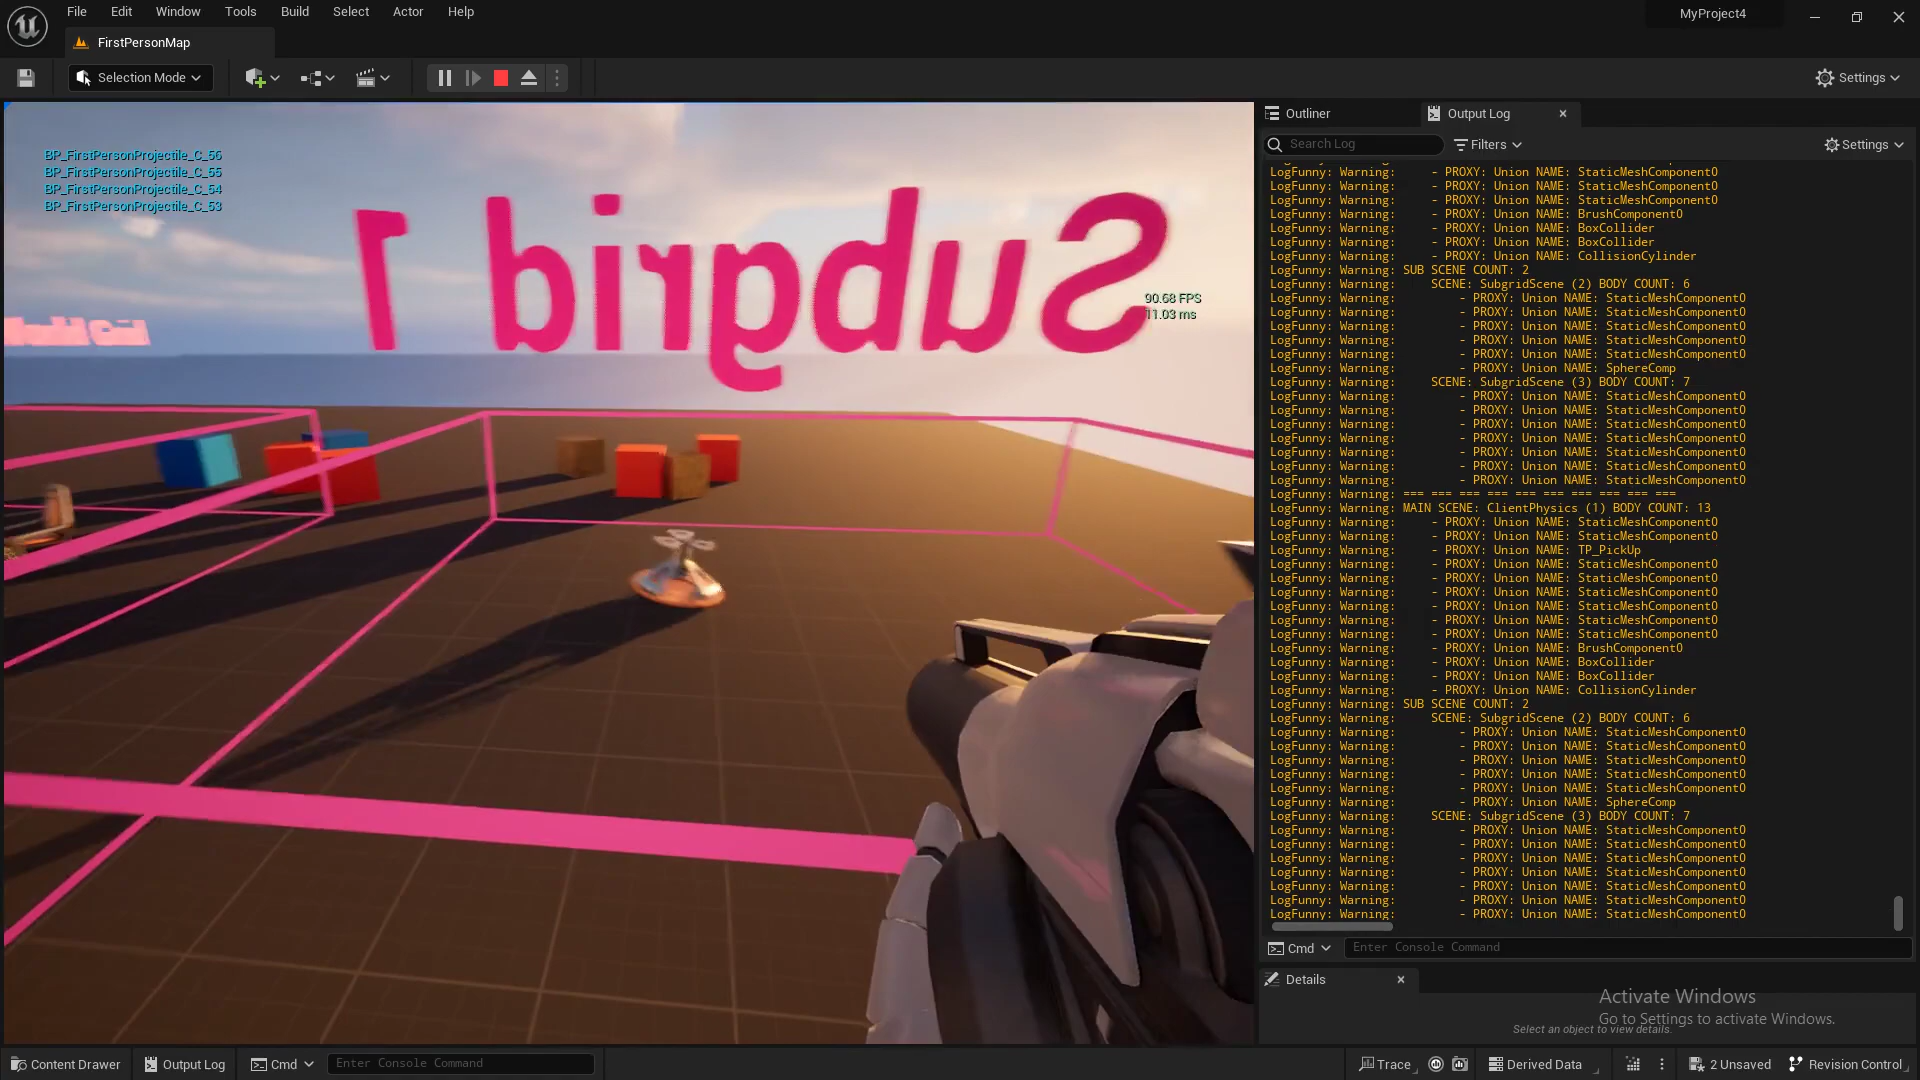 File Edit Window Tools Build Select Actor Help
MyProject4
FirstPersonMap
Selection Mode
Settings
BP_FirstPersonProjectile_C_56
BP_FirstPersonProjectile_C_55
BP_FirstPersonProjectile_C_54
BP_FirstPersonProjectile_C_53
Subgrid 1
90.68 FPS
11.03 ms
Outliner
Output Log
Search Log
Filters
Settings
LogFunny: Warning: - PROXY: Union NAME: StaticMeshComponent0
LogFunny: Warning: - PROXY: Union NAME: StaticMeshComponent0
LogFunny: Warning: - PROXY: Union NAME: StaticMeshComponent0
LogFunny: Warning: - PROXY: Union NAME: BrushComponent0
LogFunny: Warning: - PROXY: Union NAME: BoxCollider
LogFunny: Warning: - PROXY: Union NAME: BoxCollider
LogFunny: Warning: - PROXY: Union NAME: CollisionCylinder
LogFunny: Warning: SUB SCENE COUNT: 2
LogFunny: Warning: SCENE: SubgridScene (2) BODY COUNT: 6
LogFunny: Warning: - PROXY: Union NAME: StaticMeshComponent0
LogFunny: Warning: - PROXY: Union NAME: StaticMeshComponent0
LogFunny: Warning: - PROXY: Union NAME: StaticMeshComponent0
LogFunny: Warning: - PROXY: Union NAME: StaticMeshComponent0
LogFunny: Warning: - PROXY: Union NAME: StaticMeshComponent0
LogFunny: Warning: - PROXY: Union NAME: SphereComp
LogFunny: Warning: SCENE: SubgridScene (3) BODY COUNT: 7
LogFunny: Warning: - PROXY: Union NAME: StaticMeshComponent0
LogFunny: Warning: - PROXY: Union NAME: StaticMeshComponent0
LogFunny: Warning: - PROXY: Union NAME: StaticMeshComponent0
LogFunny: Warning: - PROXY: Union NAME: StaticMeshComponent0
LogFunny: Warning: - PROXY: Union NAME: StaticMeshComponent0
LogFunny: Warning: - PROXY: Union NAME: StaticMeshComponent0
LogFunny: Warning: - PROXY: Union NAME: StaticMeshComponent0
LogFunny: Warning: === === === === === === === === === ===
LogFunny: Warning: MAIN SCENE: ClientPhysics (1) BODY COUNT: 13
LogFunny: Warning: - PROXY: Union NAME: StaticMeshComponent0
LogFunny: Warning: - PROXY: Union NAME: StaticMeshComponent0
LogFunny: Warning: - PROXY: Union NAME: TP_PickUp
LogFunny: Warning: - PROXY: Union NAME: StaticMeshComponent0
LogFunny: Warning: - PROXY: Union NAME: StaticMeshComponent0
LogFunny: Warning: - PROXY: Union NAME: StaticMeshComponent0
LogFunny: Warning: - PROXY: Union NAME: StaticMeshComponent0
LogFunny: Warning: - PROXY: Union NAME: StaticMeshComponent0
LogFunny: Warning: - PROXY: Union NAME: StaticMeshComponent0
LogFunny: Warning: - PROXY: Union NAME: BrushComponent0
LogFunny: Warning: - PROXY: Union NAME: BoxCollider
LogFunny: Warning: - PROXY: Union NAME: BoxCollider
LogFunny: Warning: - PROXY: Union NAME: CollisionCylinder
LogFunny: Warning: SUB SCENE COUNT: 2
LogFunny: Warning: SCENE: SubgridScene (2) BODY COUNT: 6
LogFunny: Warning: - PROXY: Union NAME: StaticMeshComponent0
LogFunny: Warning: - PROXY: Union NAME: StaticMeshComponent0
LogFunny: Warning: - PROXY: Union NAME: StaticMeshComponent0
LogFunny: Warning: - PROXY: Union NAME: StaticMeshComponent0
LogFunny: Warning: - PROXY: Union NAME: StaticMeshComponent0
LogFunny: Warning: - PROXY: Union NAME: SphereComp
LogFunny: Warning: SCENE: SubgridScene (3) BODY COUNT: 7
LogFunny: Warning: - PROXY: Union NAME: StaticMeshComponent0
LogFunny: Warning: - PROXY: Union NAME: StaticMeshComponent0
LogFunny: Warning: - PROXY: Union NAME: StaticMeshComponent0
LogFunny: Warning: - PROXY: Union NAME: StaticMeshComponent0
LogFunny: Warning: - PROXY: Union NAME: StaticMeshComponent0
LogFunny: Warning: - PROXY: Union NAME: StaticMeshComponent0
LogFunny: Warning: - PROXY: Union NAME: StaticMeshComponent0
Cmd
Enter Console Command
Details
Activate Windows
Go to Settings to activate Windows.
Select an object to view details.
Content Drawer
Output Log
Cmd
Enter Console Command
Trace
Derived Data
2 Unsaved
Revision Control